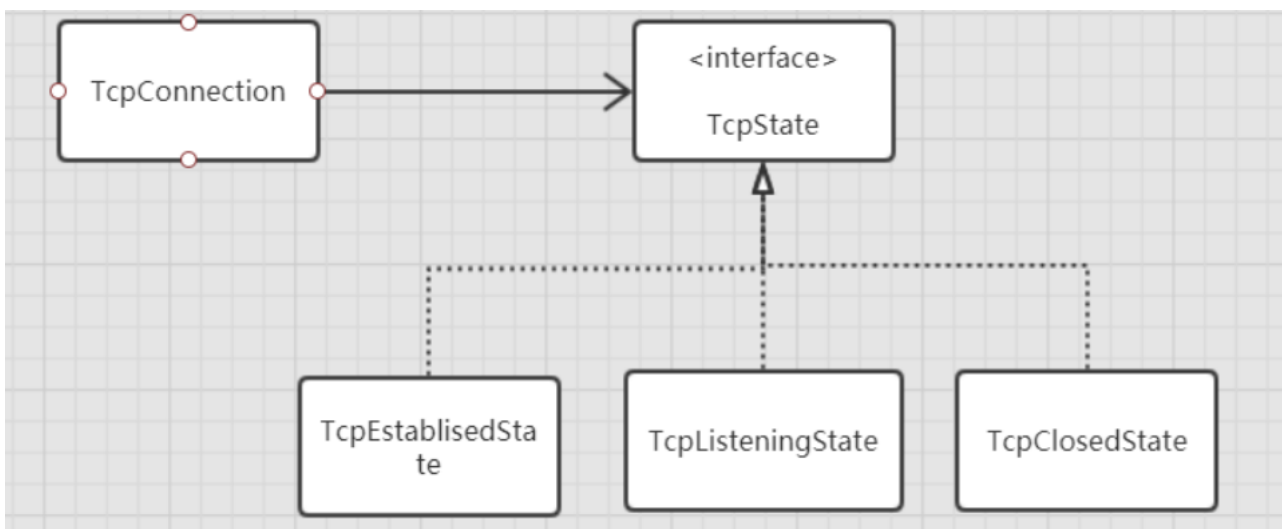 TcpConnection
<interface>
TcpState
TcpEstablisedSta
te
TcpListeningState
TcpClosedState